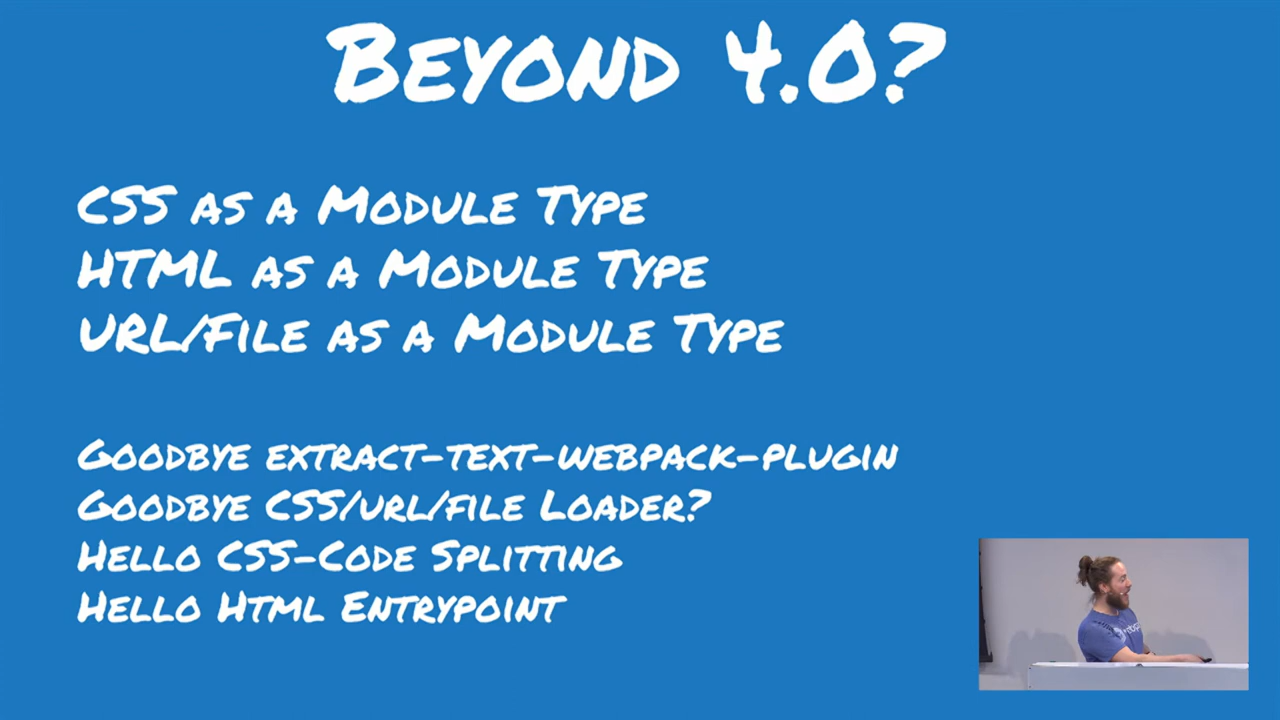 Beyond 4.0?
CSS as a Module Type
HTML as a Module Type
URL/File as a Module Type
Goodbye extract-text-webpack-plugin
Goodbye CSS/url/file Loader?
Hello CSS-Code Splitting
Hello Html Entrypoint